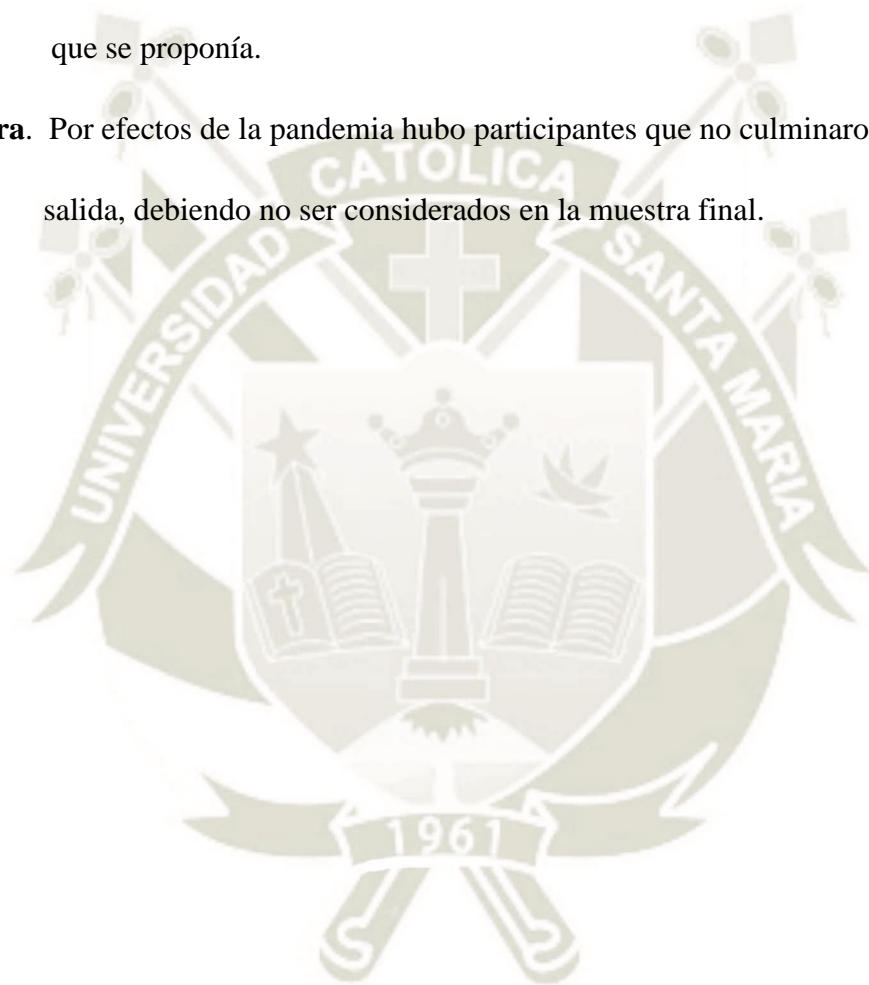 que se proponía.
ra. Por efectos de la pandemia hubo participantes que no culminaro
salida, debiendo no ser considerados en la muestra final.
UNIVERSIDAD CATÓLICA SANTA MARIA
1961